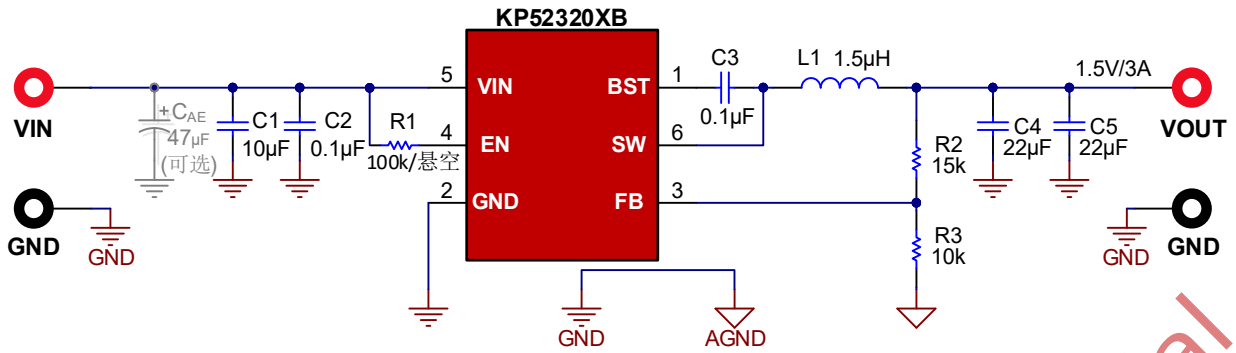 KP52320XB
VIN
GND
GND
+
CAE
47µF
(可选)
C1
10µF
C2
0.1µF
R1
100k/悬空
5
4
2
VIN
EN
GND
BST
SW
FB
1
6
3
C3
0.1µF
L1 1.5µH
R2
15k
R3
10k
C4
22µF
C5
22µF
1.5V/3A
VOUT
GND
GND
GND
AGND
al